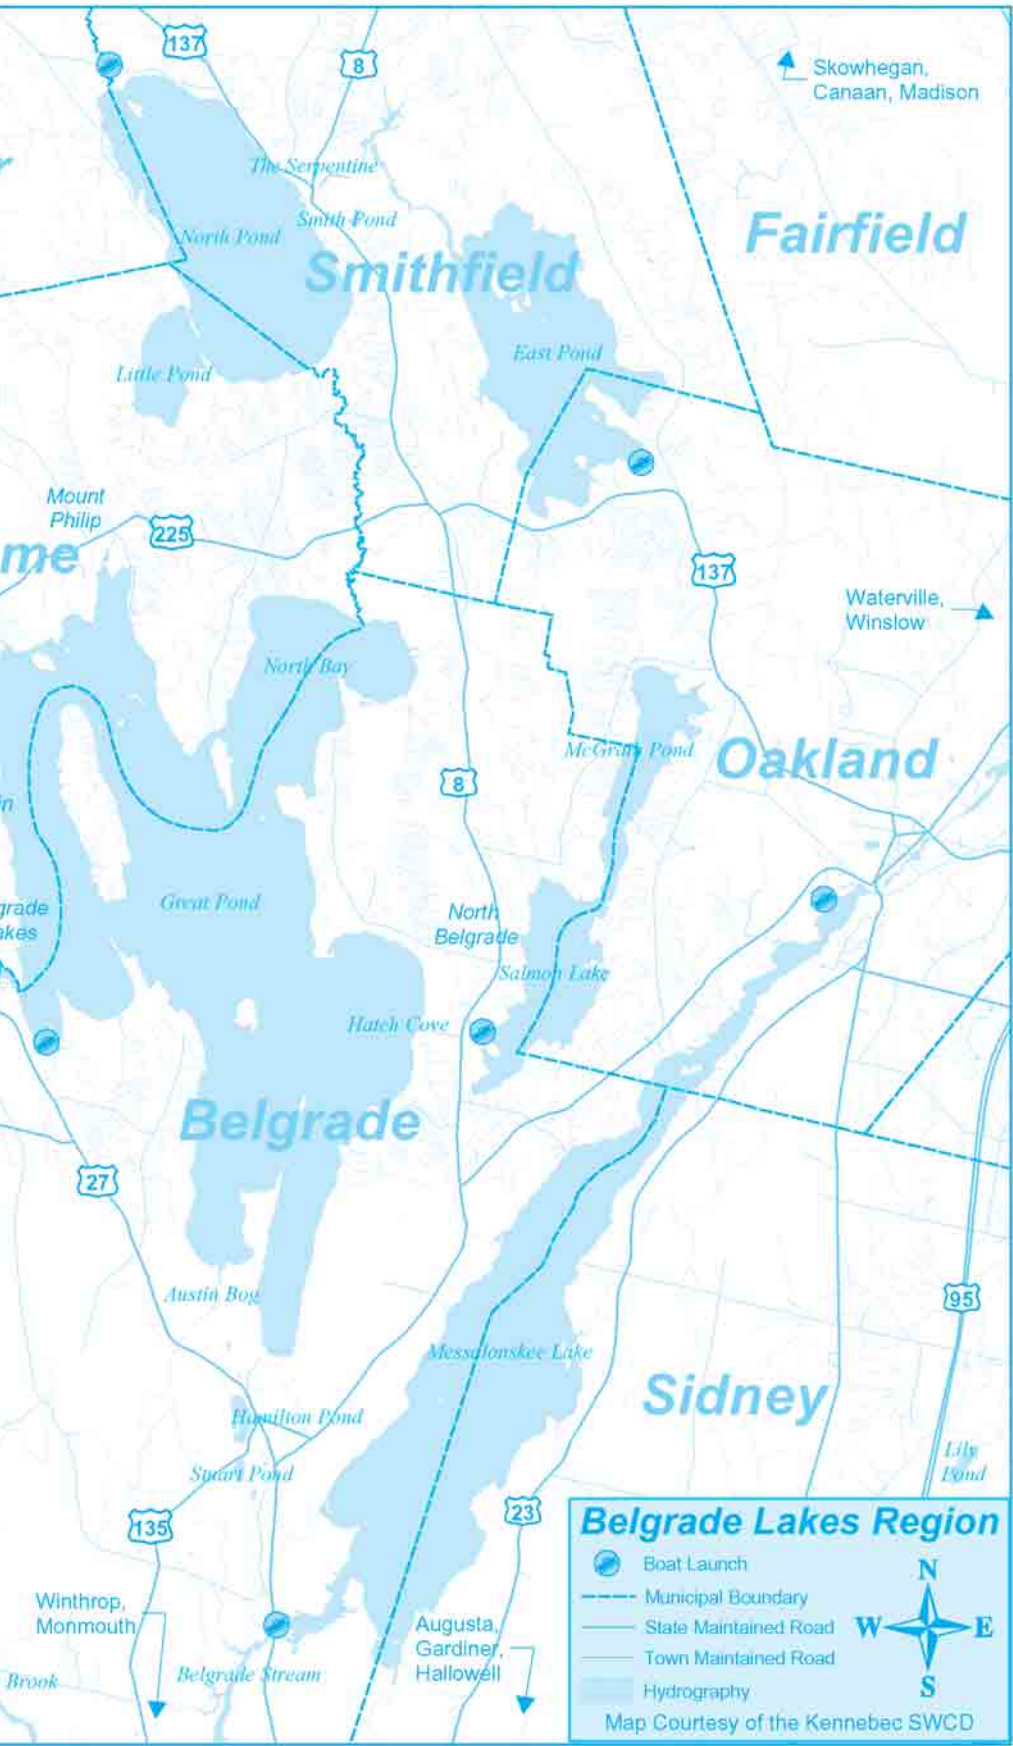 137
8
Skowhegan,
Canaan, Madison
The Serpentine
Smith Pond
North Pond
Fairfield
Smithfield
East Pond
Little Pond
Mount
Philip
225
me
137
Waterville,
Winslow
North Bay
McGrath Pond
Oakland
8
in
Great Pond
grade
akes
North
Belgrade
Salmon Lake
Hatch Cove
Belgrade
27
Austin Bog
95
Messalonskee Lake
Sidney
Hamilton Pond
Stuart Pond
Lily
Pond
135
23
Winthrop,
Monmouth
Augusta,
Gardiner,
Hallowell
Brook
Belgrade Stream
Belgrade Lakes Region
Boat Launch
Municipal Boundary
State Maintained Road
Town Maintained Road
Hydrography
N
W
E
S
Map Courtesy of the Kennebec SWCD